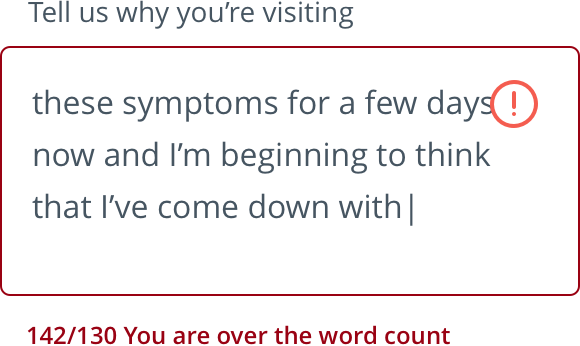 Tell us why you’re visiting
these symptoms for a few days
now and I’m beginning to think
that I’ve come down with
142/130 You are over the word count